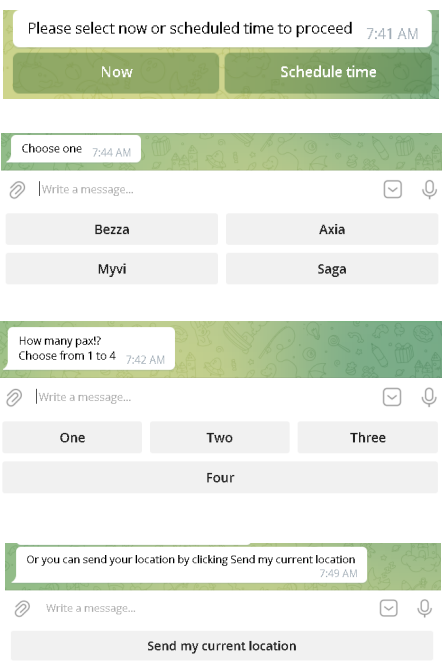 Please select now or scheduled time to proceed 7:41 AM
Now Schedule time
Choose one 7:44 AM
Write a message...
Bezza Axia
Myvi Saga
How many pax!?
Choose from 1 to 4 7:42 AM
Write a message...
One Two Three
Four
Or you can send your location by clicking Send my current location
7:49 AM
Write a message...
Send my current location